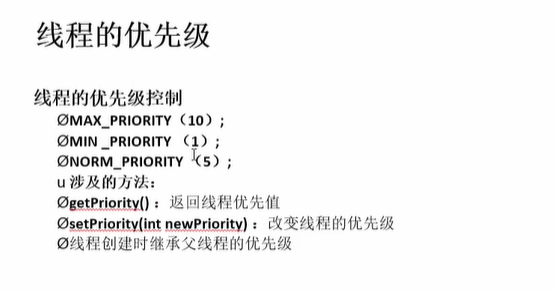 线程的优先级
线程的优先级控制
ØMAX_PRIORITY（10）;
ØMIN _PRIORITY （1）;
ØNORM_PRIORITY （5）;
u 涉及的方法：
ØgetPriority() ：返回线程优先值
ØsetPriority(int newPriority) ：改变线程的优先级
Ø线程创建时继承父线程的优先级